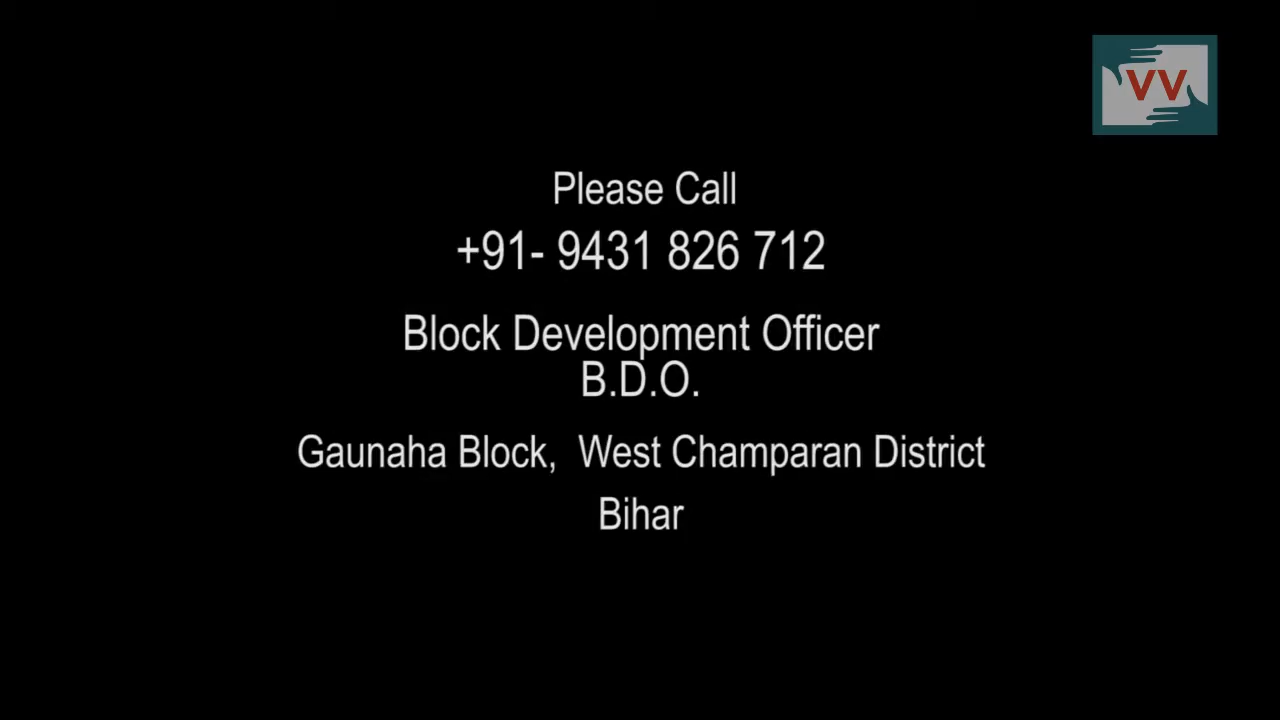 VV
Please Call
+91- 9431 826 712
Block Development Officer
B.D.O.
Gaunaha Block, West Champaran District
Bihar